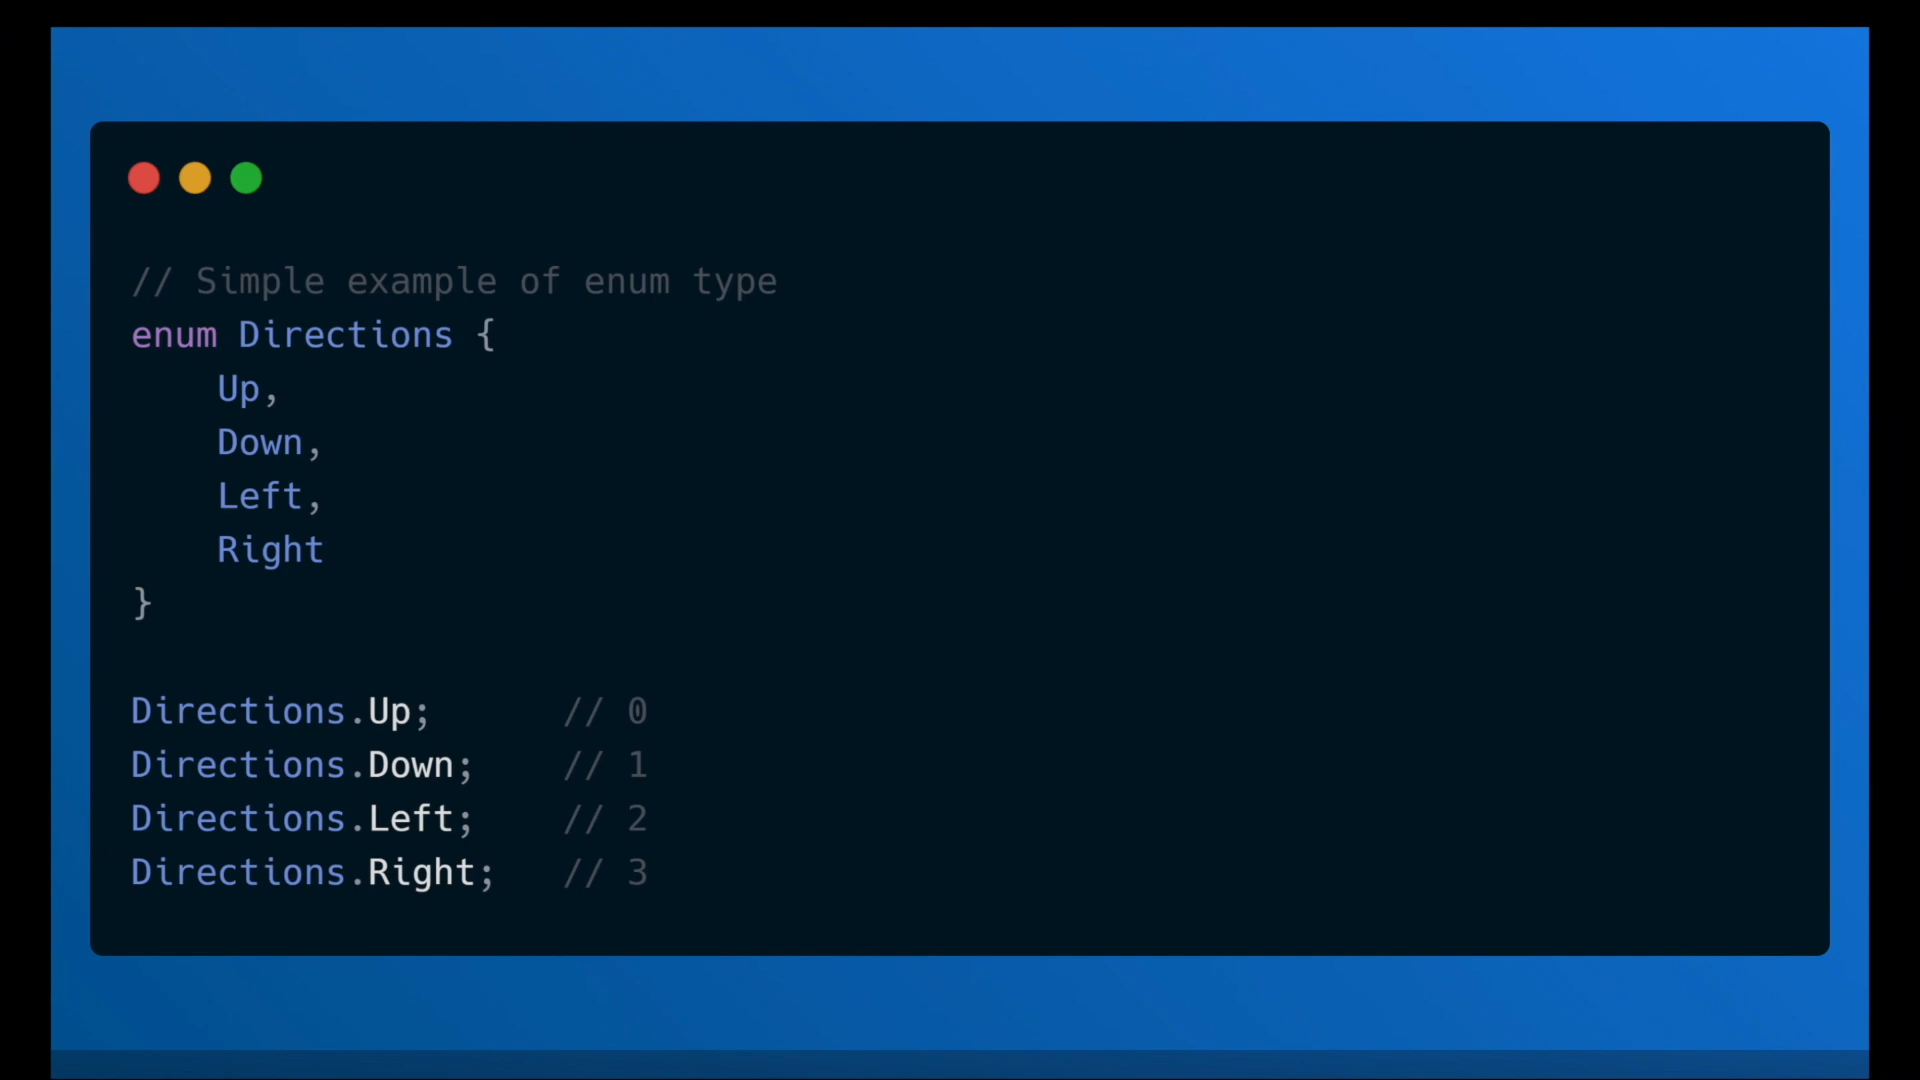 // Simple example of enum type
enum Directions {
    Up,
    Down,
    Left,
    Right
}
Directions.Up;      // 0
Directions.Down;    // 1
Directions.Left;    // 2
Directions.Right;   // 3